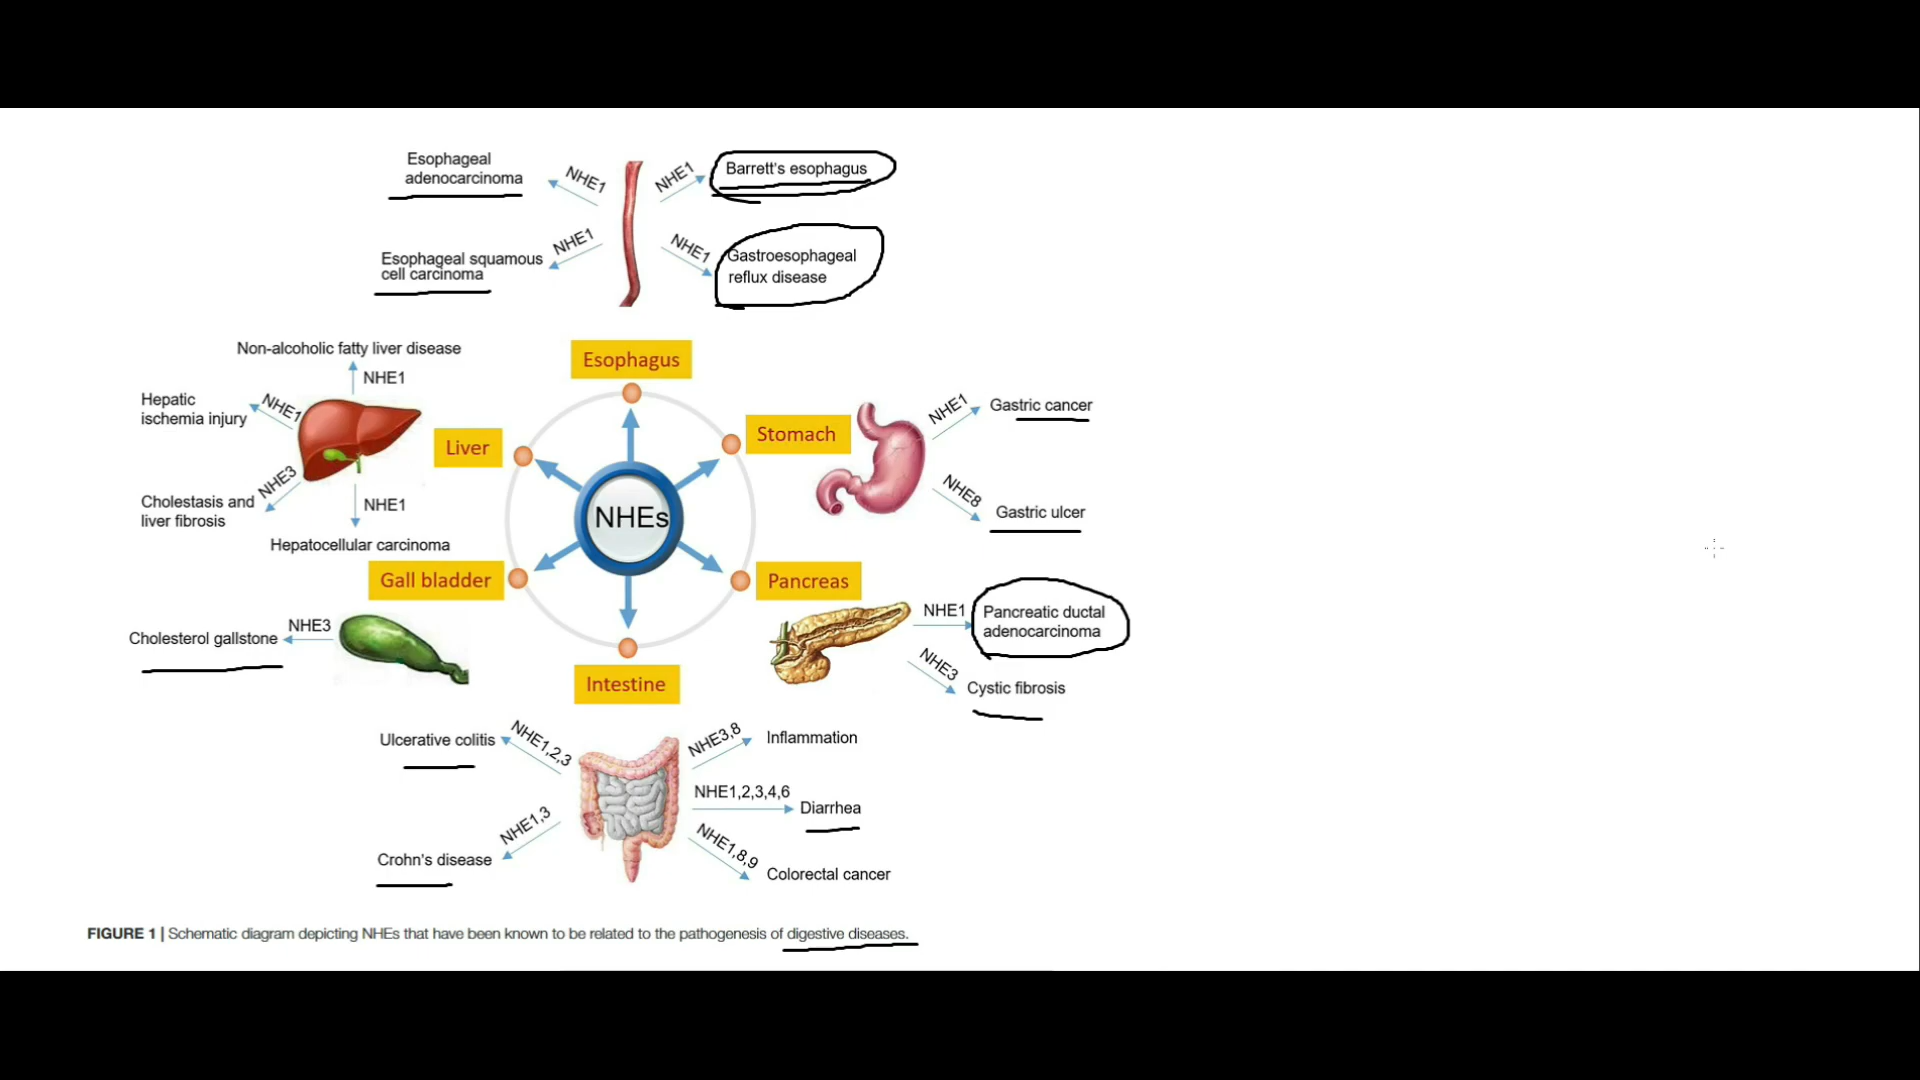 Esophageal
adenocarcinoma
NHE1
NHE1
Barrett's esophagus
Esophageal squamous
cell carcinoma
NHE1
NHE1
Gastroesophageal
reflux disease
Non-alcoholic fatty liver disease
NHE1
Hepatic
ischemia injury
NHE1
Cholestasis and
liver fibrosis
NHE3
NHE1
Hepatocellular carcinoma
Esophagus
Liver
Stomach
NHEs
Gall bladder
Pancreas
Intestine
NHE1
Gastric cancer
NHE8
Gastric ulcer
NHE1
Pancreatic ductal
adenocarcinoma
NHE3
Cystic fibrosis
Cholesterol gallstone
NHE3
Ulcerative colitis
NHE1,2,3
NHE3,8
Inflammation
NHE1,2,3,4,6
Diarrhea
Crohn's disease
NHE1,3
NHE1,8,9
Colorectal cancer
FIGURE 1 | Schematic diagram depicting NHEs that have been known to be related to the pathogenesis of digestive diseases.